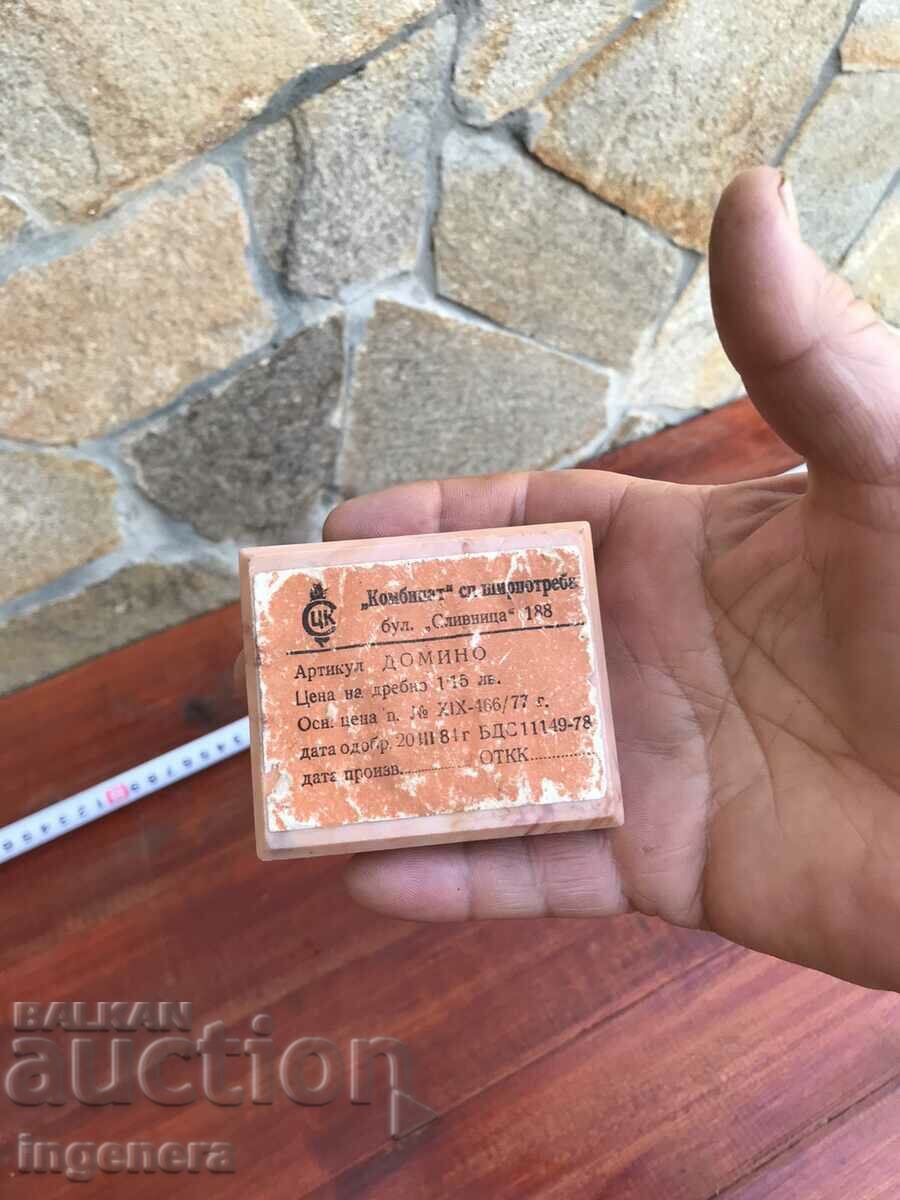 ЦК
„Комбинат" сп ширпотреба
бул. „Сливница" 188
Артикул ДОМИНО
Цена на дребно 1·15 лв.
Осн. цена п. № XIX-466/77 г.
дата одобр. 20 III 81 г БДС 11149-78
дата произв. ............ ОТКК ............
BALKAN
auction
ingenera